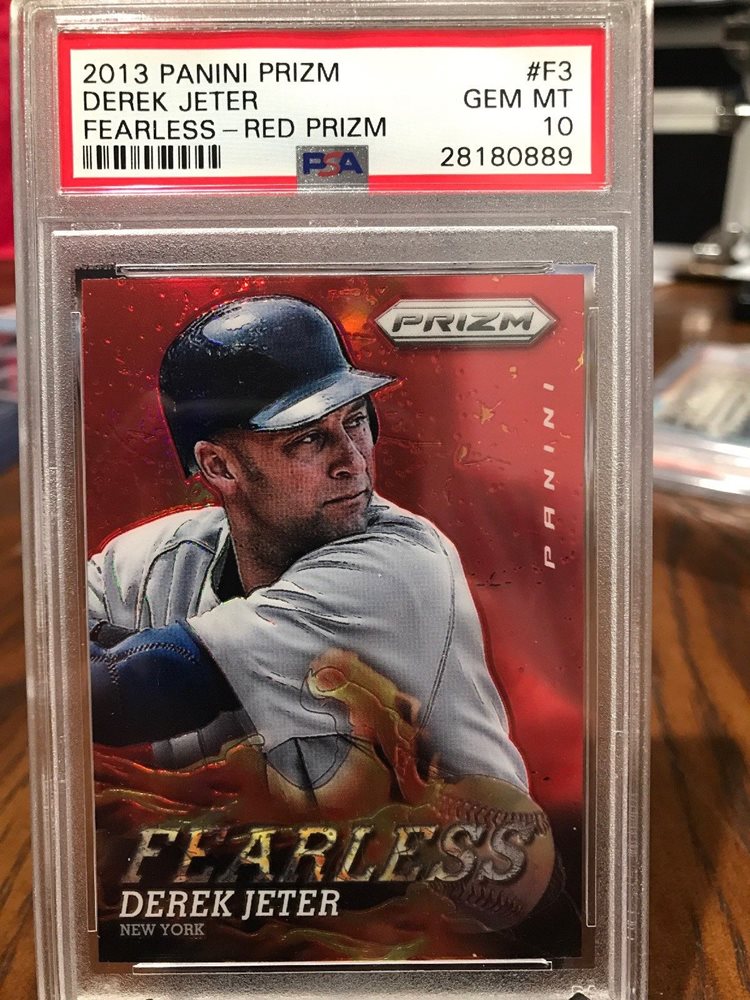 2013 PANINI PRIZM #F3
DEREK JETER GEM MT
FEARLESS – RED PRIZM 10
PSA 28180889
PRIZM
PANINI
FEARLESS
DEREK JETER
NEW YORK